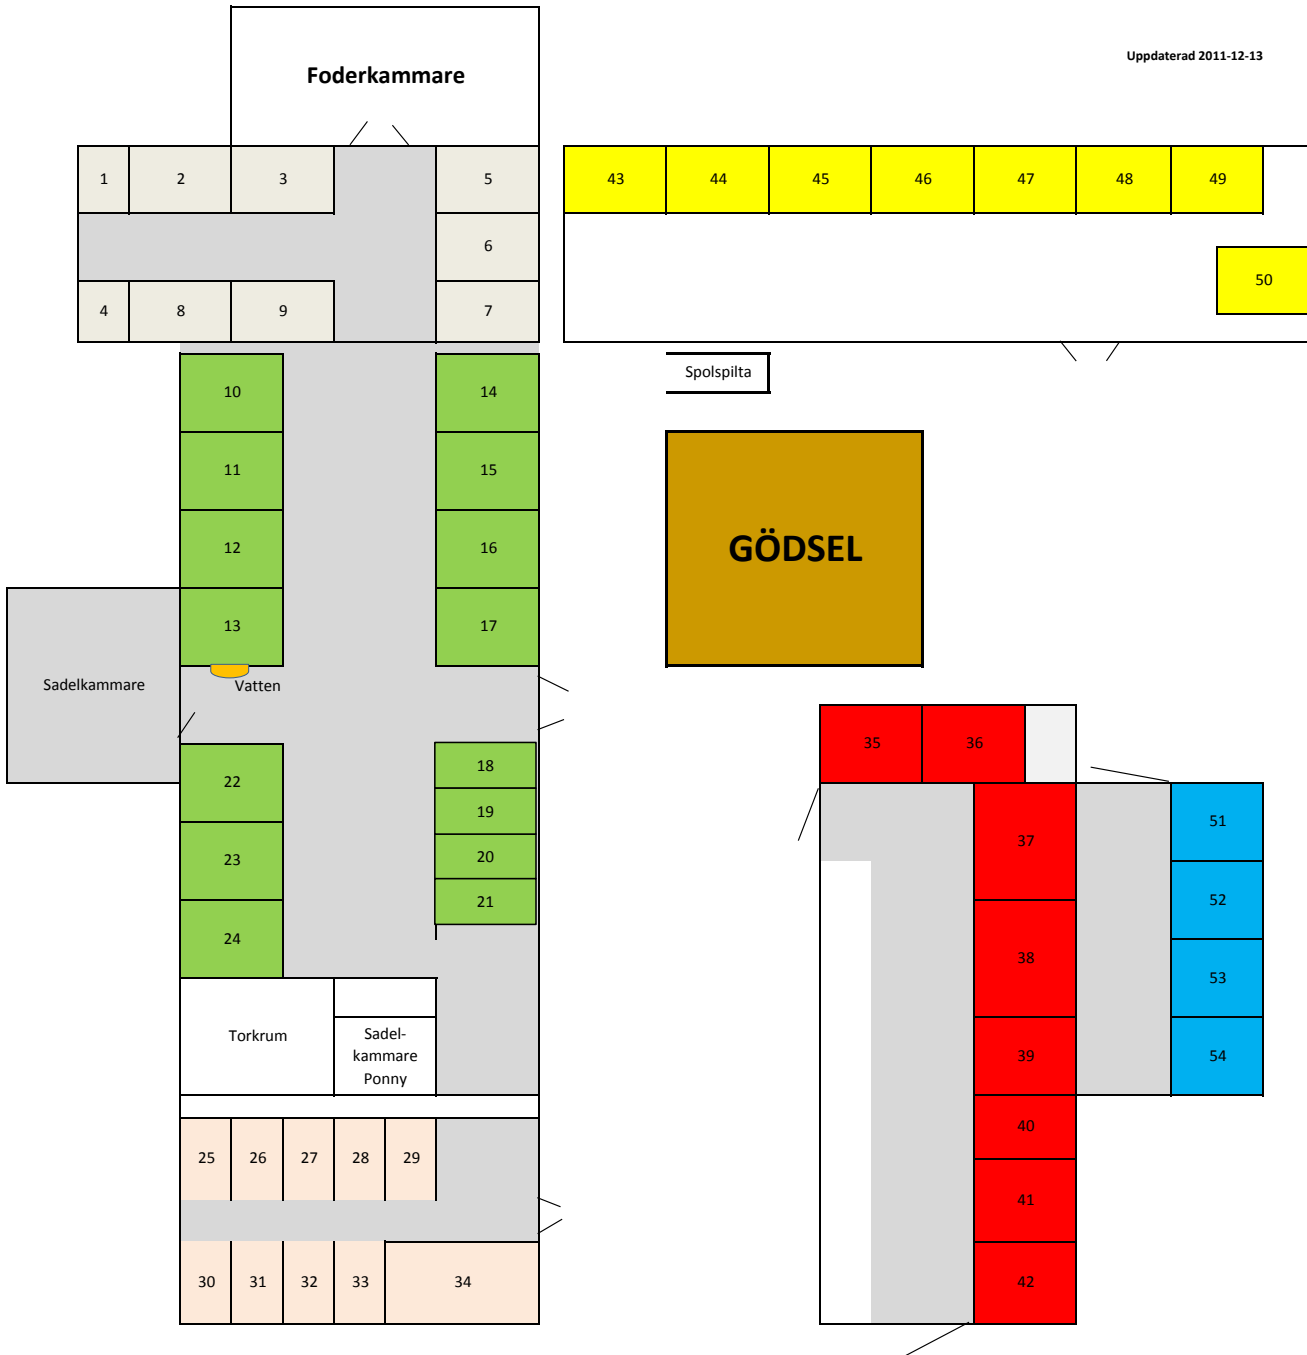 Uppdaterad 2011-12-13
Foderkammare
1 2 3 5 43 44 45 46 47 48 49
6
50
4 8 9 7
Spolspilta
10 14
11 15
GÖDSEL
12 16
13 17
Sadelkammare Vatten
35 36
18
22
19 51
37
20 23
21 52
24 38
53
Torkrum
Sadel-
kammare
Ponny
39 54
40
25 26 27 28 29
41
30 31 32 33 34 42